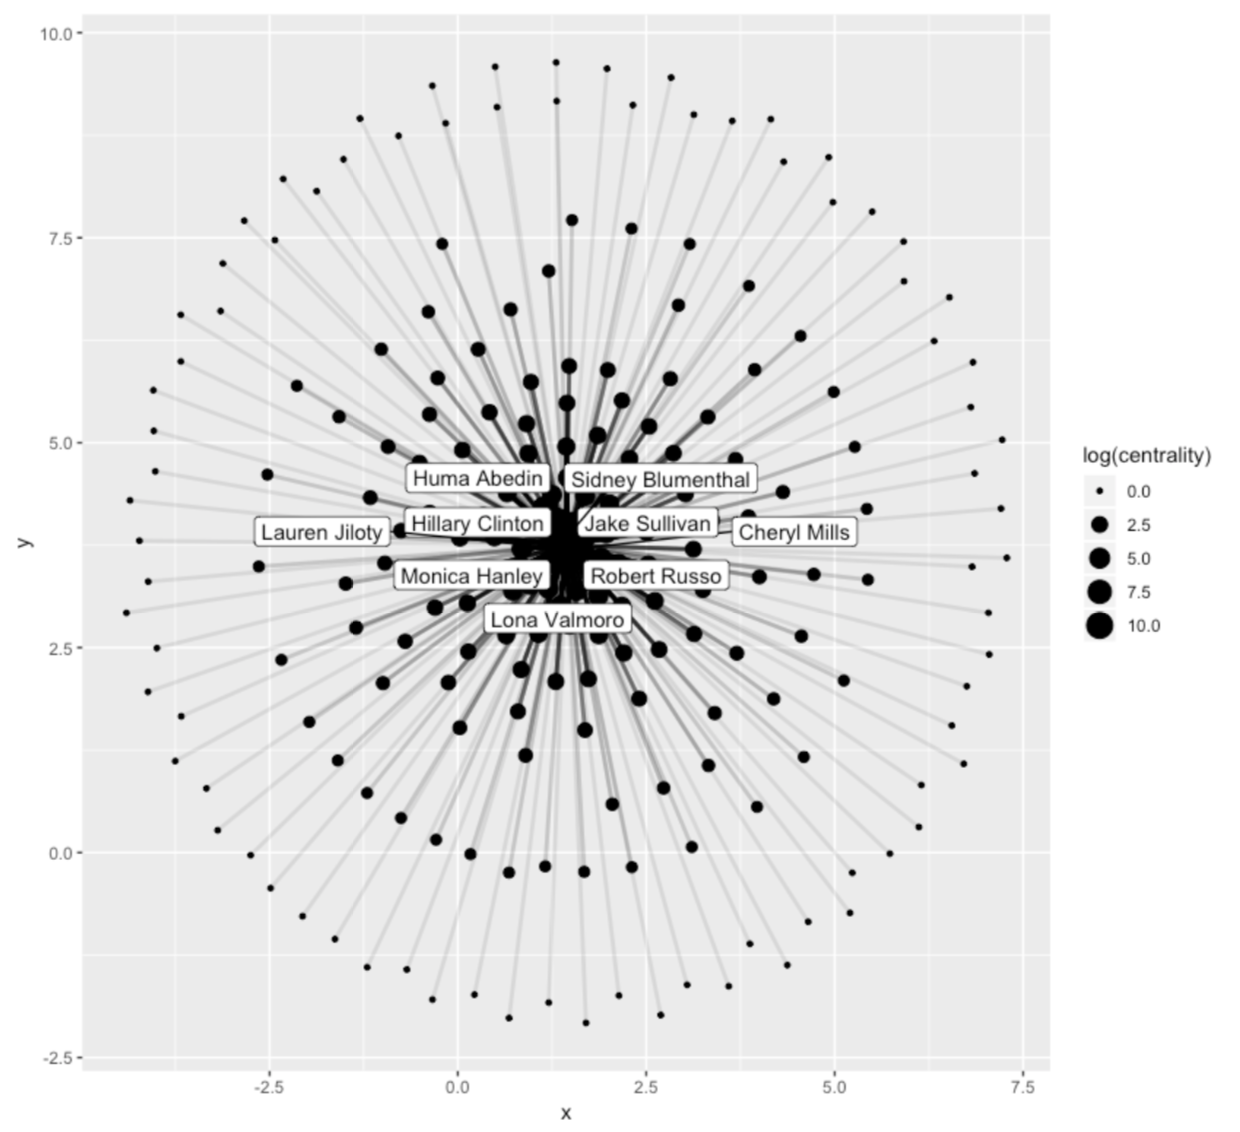 10.0
7.5
5.0
2.5
0.0
-2.5
y
Huma Abedin
Sidney Blumenthal
Hillary Clinton
Jake Sullivan
Lauren Jiloty
Cheryl Mills
Monica Hanley
Robert Russo
Lona Valmoro
-2.5
0.0
2.5
5.0
7.5
x
log(centrality)
0.0
2.5
5.0
7.5
10.0